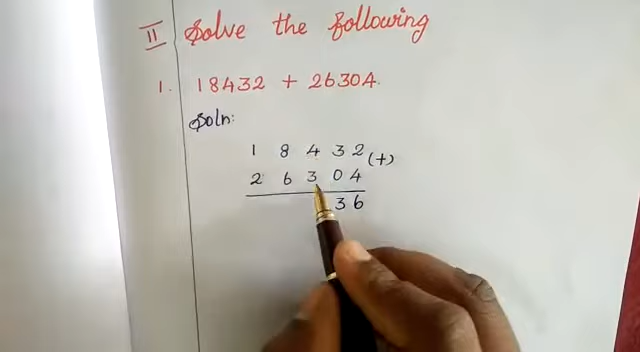 II Solve the following
1. 18432 + 26304.
Soln:
1 8 4 3 2 (+)
2 6 3 0 4
3 6